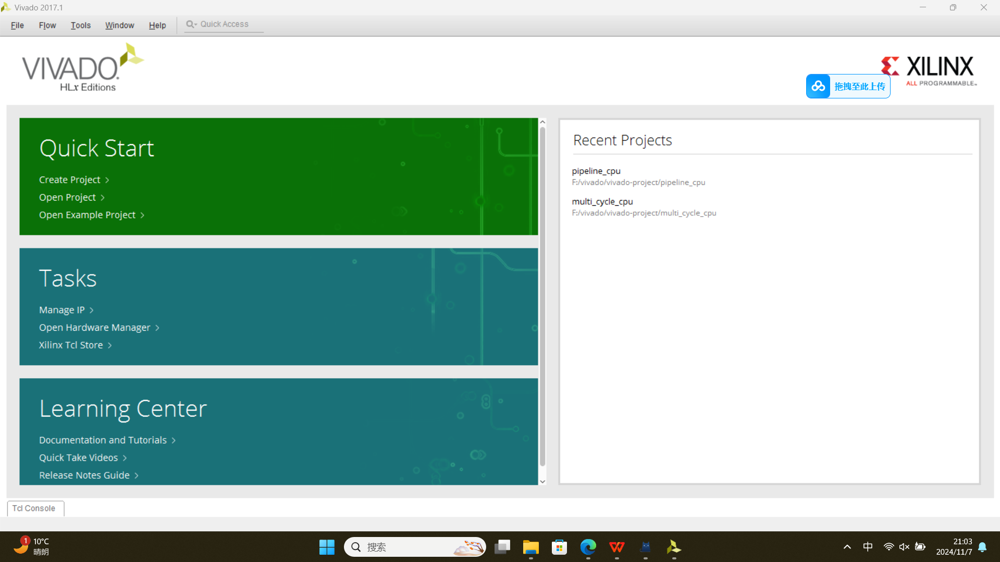 Vivado 2017.1
File Flow Tools Window Help Quick Access
VIVADO.
HLx Editions
XILINX
ALL PROGRAMMABLE™
拖拽至此上传
Quick Start
Create Project >
Open Project >
Open Example Project >
Tasks
Manage IP >
Open Hardware Manager >
Xilinx Tcl Store >
Learning Center
Documentation and Tutorials >
Quick Take Videos >
Release Notes Guide >
Recent Projects
pipeline_cpu
F:/vivado/vivado-project/pipeline_cpu
multi_cycle_cpu
F:/vivado/vivado-project/multi_cycle_cpu
Tcl Console
1
10°C
晴朗
搜索
中
21:03
2024/11/7